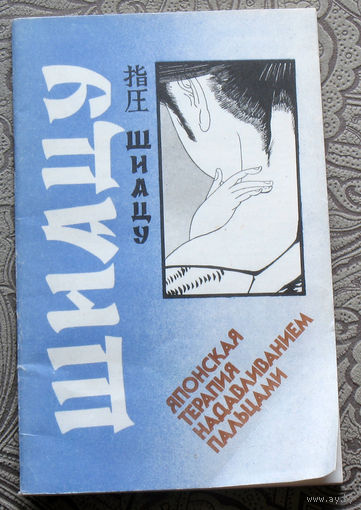 ШИАЦУ
指圧
ШИАЦУ
ЯПОНСКАЯ
ТЕРАПИЯ
НАДАВЛИВАНИЕМ
ПАЛЬЦАМИ